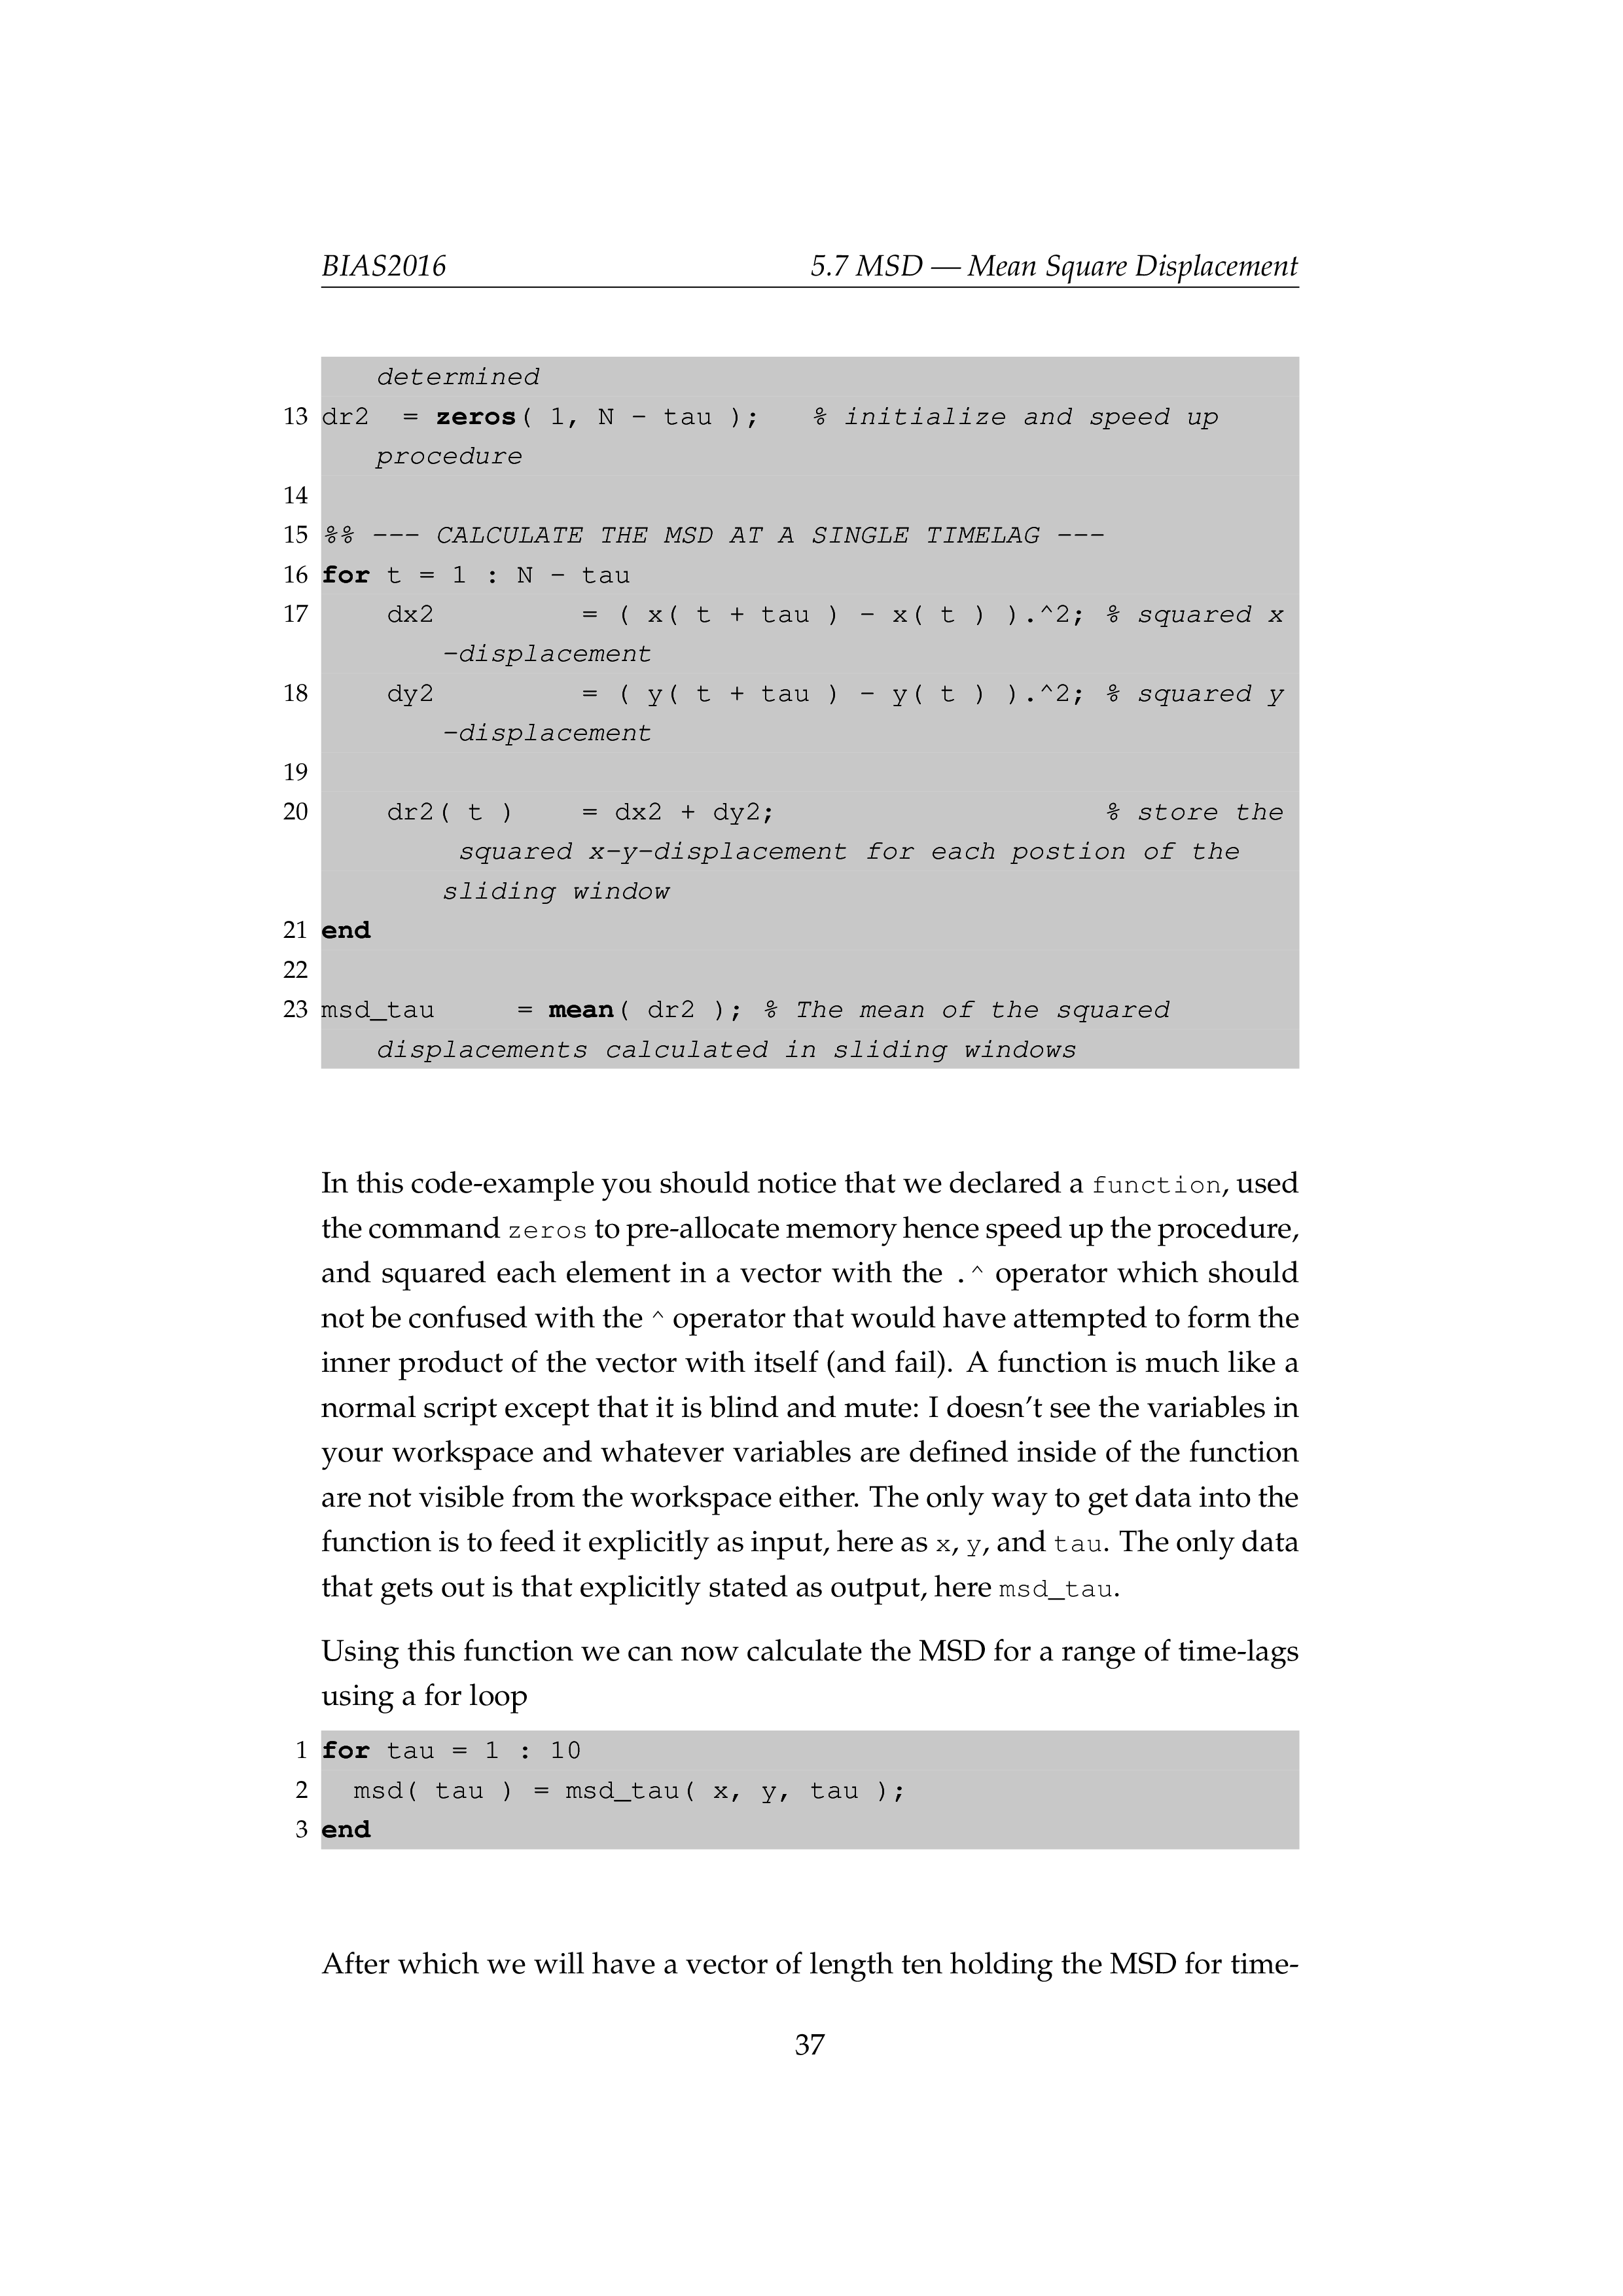 BIAS2016 5.7 MSD — Mean Square Displacement
determined
13 dr2  = zeros( 1, N - tau );   % initialize and speed up
procedure
14
15 %% --- CALCULATE THE MSD AT A SINGLE TIMELAG ---
16 for t = 1 : N - tau
17     dx2         = ( x( t + tau ) - x( t ) ).^2; % squared x
-displacement
18     dy2         = ( y( t + tau ) - y( t ) ).^2; % squared y
-displacement
19
20     dr2( t )    = dx2 + dy2;                    % store the
squared x-y-displacement for each postion of the
sliding window
21 end
22
23 msd_tau     = mean( dr2 ); % The mean of the squared
displacements calculated in sliding windows
In this code-example you should notice that we declared a function, used
the command zeros to pre-allocate memory hence speed up the procedure,
and squared each element in a vector with the .^ operator which should
not be confused with the ^ operator that would have attempted to form the
inner product of the vector with itself (and fail). A function is much like a
normal script except that it is blind and mute: I doesn't see the variables in
your workspace and whatever variables are defined inside of the function
are not visible from the workspace either. The only way to get data into the
function is to feed it explicitly as input, here as x, y, and tau. The only data
that gets out is that explicitly stated as output, here msd_tau.
Using this function we can now calculate the MSD for a range of time-lags
using a for loop
1 for tau = 1 : 10
2   msd( tau ) = msd_tau( x, y, tau );
3 end
After which we will have a vector of length ten holding the MSD for time-
37